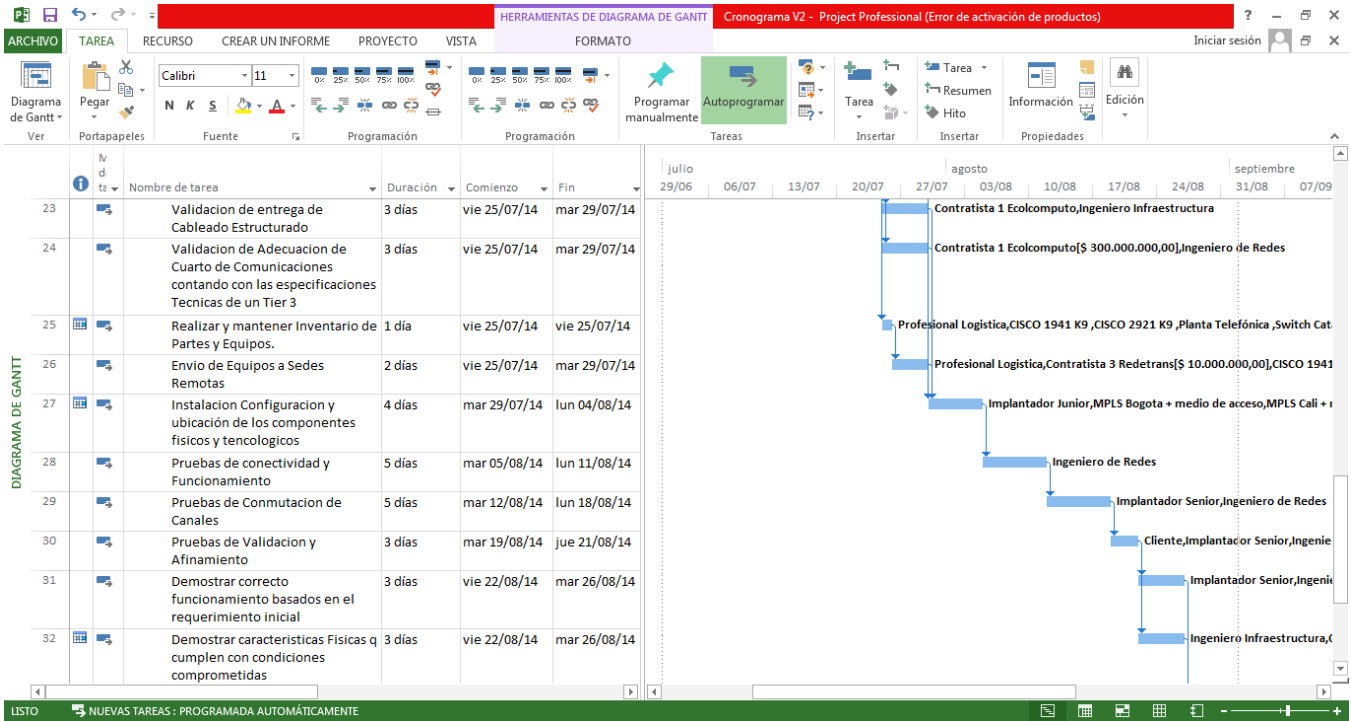 HERRAMIENTAS DE DIAGRAMA DE GANTT
Cronograma V2 - Project Professional (Error de activación de productos)
ARCHIVO TAREA RECURSO CREAR UN INFORME PROYECTO VISTA FORMATO
Iniciar sesión
Diagrama de Gantt
Ver
Pegar
Portapapeles
Calibri 11
N K S
Fuente
0% 25% 50% 75% 100%
Programación
0% 25% 50% 75% 100%
Programación
Programar manualmente
Autoprogramar
Tareas
Tarea
Insertar
Tarea
Resumen
Hito
Insertar
Información
Propiedades
Edición
Nombre de tarea Duración Comienzo Fin
julio agosto septiembre
29/06 06/07 13/07 20/07 27/07 03/08 10/08 17/08 24/08 31/08 07/09
23 Validacion de entrega de 3 días vie 25/07/14 mar 29/07/14 Contratista 1 Ecolcomputo,Ingeniero Infraestructura
Cableado Estructurado
24 Validacion de Adecuacion de 3 días vie 25/07/14 mar 29/07/14 Contratista 1 Ecolcomputo[$ 300.000.000,00],Ingeniero de Redes
Cuarto de Comunicaciones
contando con las especificaciones
Tecnicas de un Tier 3
25 Realizar y mantener Inventario de 1 día vie 25/07/14 vie 25/07/14 Profesional Logistica,CISCO 1941 K9 ,CISCO 2921 K9 ,Planta Telefónica ,Switch Cat
Partes y Equipos.
26 Envio de Equipos a Sedes 2 días vie 25/07/14 mar 29/07/14 Profesional Logistica,Contratista 3 Redetrans[$ 10.000.000,00],CISCO 1941
Remotas
27 Instalacion Configuracion y 4 días mar 29/07/14 lun 04/08/14 Implantador Junior,MPLS Bogota + medio de acceso,MPLS Cali +
ubicación de los componentes
fisicos y tencologicos
28 Pruebas de conectividad y 5 días mar 05/08/14 lun 11/08/14 Ingeniero de Redes
Funcionamiento
29 Pruebas de Conmutacion de 5 días mar 12/08/14 lun 18/08/14 Implantador Senior,Ingeniero de Redes
Canales
30 Pruebas de Validacion y 3 días mar 19/08/14 jue 21/08/14 Cliente,Implantador Senior,Ingenie
Afinamiento
31 Demostrar correcto 3 días vie 22/08/14 mar 26/08/14 Implantador Senior,Ingenie
funcionamiento basados en el
requerimiento inicial
32 Demostrar caracteristicas Fisicas q 3 días vie 22/08/14 mar 26/08/14 Ingeniero Infraestructura,
cumplen con condiciones
comprometidas
DIAGRAMA DE GANTT
LISTO NUEVAS TAREAS : PROGRAMADA AUTOMÁTICAMENTE